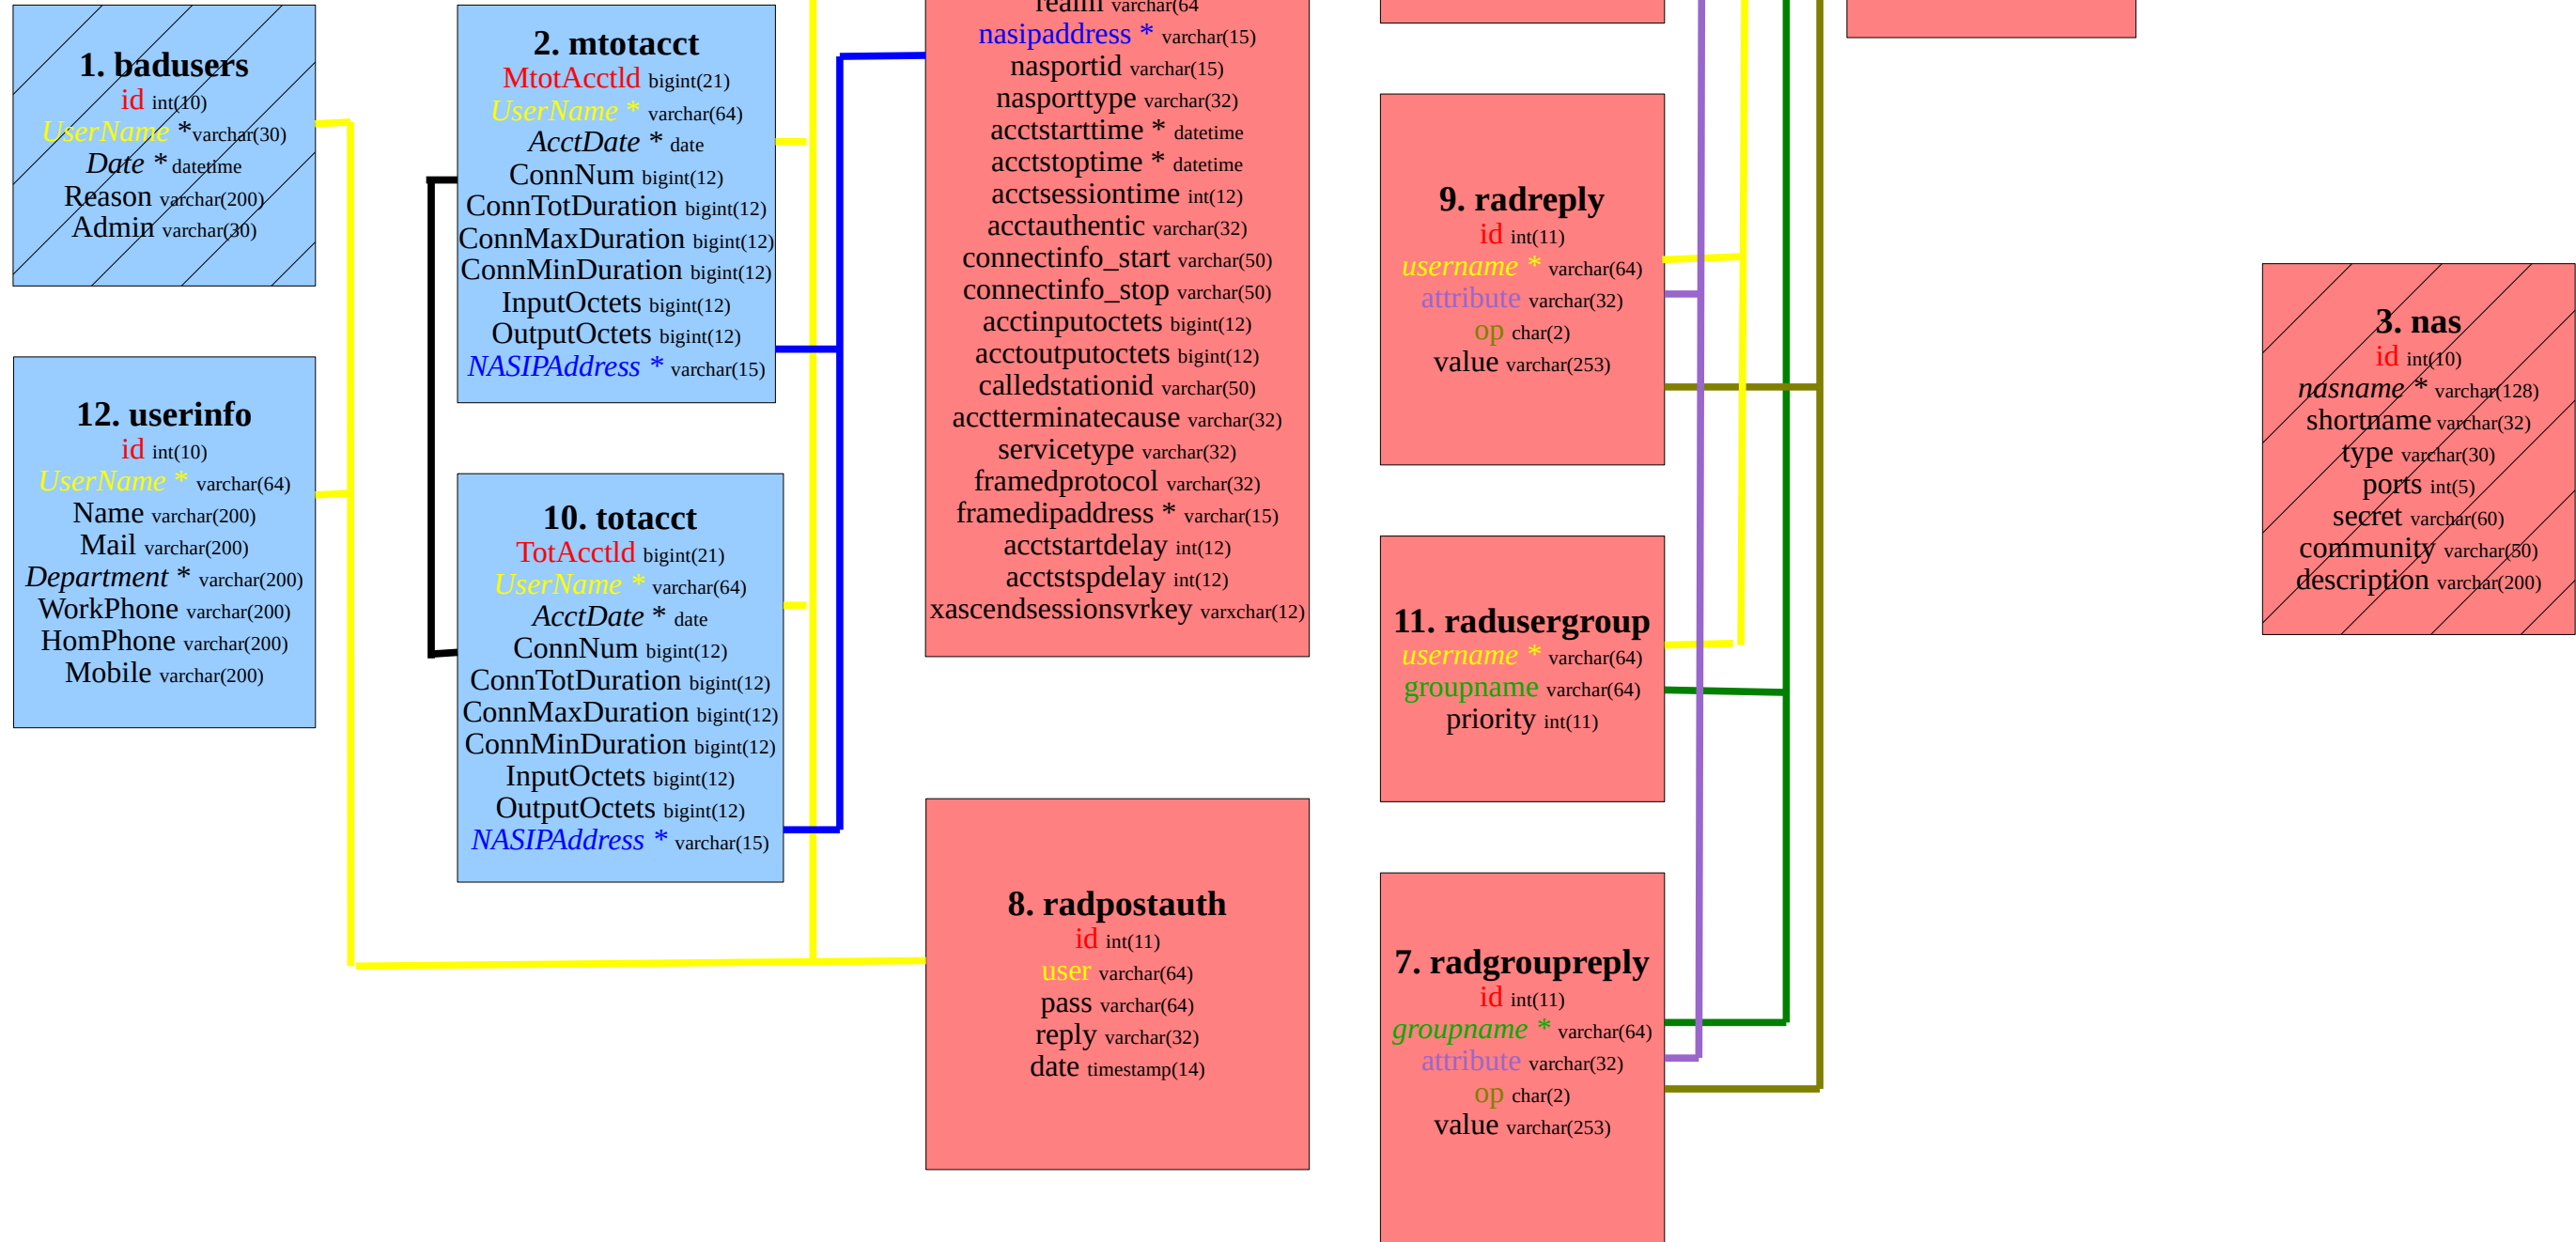 1. badusers
id int(10)
UserName *varchar(30)
Date * datetime
Reason varchar(200)
Admin varchar(30)
12. userinfo
id int(10)
UserName * varchar(64)
Name varchar(200)
Mail varchar(200)
Department * varchar(200)
WorkPhone varchar(200)
HomPhone varchar(200)
Mobile varchar(200)
2. mtotacct
MtotAcctld bigint(21)
UserName * varchar(64)
AcctDate * date
ConnNum bigint(12)
ConnTotDuration bigint(12)
ConnMaxDuration bigint(12)
ConnMinDuration bigint(12)
InputOctets bigint(12)
OutputOctets bigint(12)
NASIPAddress * varchar(15)
10. totacct
TotAcctld bigint(21)
UserName * varchar(64)
AcctDate * date
ConnNum bigint(12)
ConnTotDuration bigint(12)
ConnMaxDuration bigint(12)
ConnMinDuration bigint(12)
InputOctets bigint(12)
OutputOctets bigint(12)
NASIPAddress * varchar(15)
realm varchar(64
nasipaddress * varchar(15)
nasportid varchar(15)
nasporttype varchar(32)
acctstarttime * datetime
acctstoptime * datetime
acctsessiontime int(12)
acctauthentic varchar(32)
connectinfo_start varchar(50)
connectinfo_stop varchar(50)
acctinputoctets bigint(12)
acctoutputoctets bigint(12)
calledstationid varchar(50)
acctterminatecause varchar(32)
servicetype varchar(32)
framedprotocol varchar(32)
framedipaddress * varchar(15)
acctstartdelay int(12)
acctstspdelay int(12)
xascendsessionsvrkey varxchar(12)
8. radpostauth
id int(11)
user varchar(64)
pass varchar(64)
reply varchar(32)
date timestamp(14)
9. radreply
id int(11)
username * varchar(64)
attribute varchar(32)
op char(2)
value varchar(253)
11. radusergroup
username * varchar(64)
groupname varchar(64)
priority int(11)
7. radgroupreply
id int(11)
groupname * varchar(64)
attribute varchar(32)
op char(2)
value varchar(253)
3. nas
id int(10)
nasname * varchar(128)
shortname varchar(32)
type varchar(30)
ports int(5)
secret varchar(60)
community varchar(50)
description varchar(200)